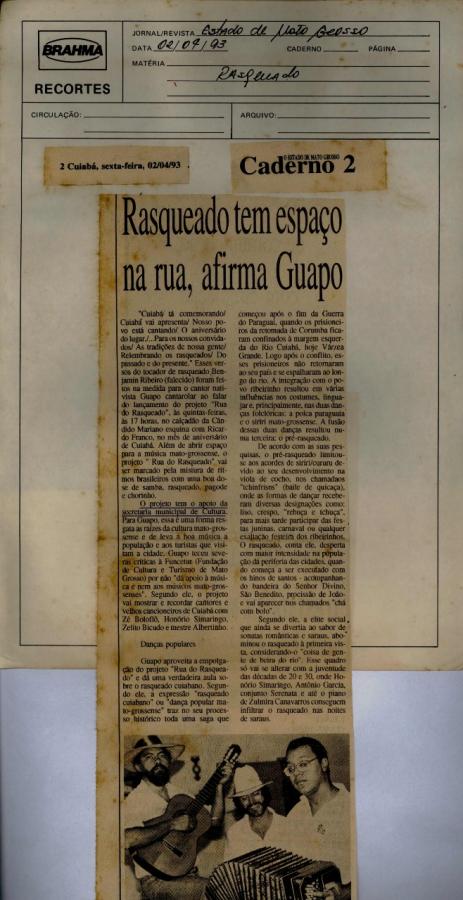 BRAHMA
RECORTES
JORNAL/REVISTA Estado de Mato Grosso
DATA 02/04/93 CADERNO PÁGINA
MATÉRIA
RASQUEADO
CIRCULAÇÃO:
ARQUIVO:
2 Cuiabá, sexta-feira, 02/04/93
O ESTADO DE MATO GROSSO
Caderno 2
Rasqueado tem espaço
na rua, afirma Guapo
"Cuiabá/ tá comemorando/
Cuiabá vai apresenta/ Nosso po-
vo está cantando/ O aniversário
do lugar./...Para os nossos convida-
dos/ As tradições de nossa gente/
Relembrando os rasqueados/ Do
passado e do presente." Esses ver-
sos do tocador de rasqueado Ben-
jamin Ribeiro (falecido) foram fei-
tos na medida para o cantor nati-
vista Guapo cantarolar ao falar
do lançamento do projeto "Rua
do Rasqueado", às quintas-feiras,
às 17 horas, no calçadão da Cân-
dido Mariano esquina com Ricar-
do Franco, no mês de aniversário
de Cuiabá. Além de abrir espaço
para a música mato-grossense, o
projeto " Rua do Rasqueado" vai
ser marcado pela mistura de rit-
mos brasileiros com uma boa do-
se de samba, rasqueado, pagode
e chorinho.
O projeto tem o apoio da
secretaria municipal de Cultura.
Para Guapo, essa é uma forma res-
gata as raízes da cultura mato-gros-
sense e de leva à boa música a
população e aos turistas que visi-
tam a cidade. Guapo teceu seve-
ras críticas à Funcetur (Fundação
de Cultura e Turismo de Mato
Grosso) por não "dá apoio à músi-
ca e nem aos músicos mato-gros-
senses". Segundo ele, o projeto
vai mostrar e recordar cantores e
velhos cancioneiros de Cuiabá com
Zé Bolofló, Honório Simaringo,
Zelito Bicudo e mestre Albertinho.
Danças populares
Guapo aproveita a empolga-
ção do projeto "Rua do Rasquea-
do" e dá uma verdadeira aula so-
bre o rasqueado cuiabano. Segun-
do ele, a expressão "rasqueado
cuiabano" ou "dança popular ma-
to-grossense" traz no seu proces-
so histórico toda uma saga que
começou após o fim da Guerra
do Paraguai, quando os prisionei-
ros da retomada de Corumba fica-
ram confinados à margem esquer-
da do Rio Cuiabá, hoje Várzea
Grande. Logo após o conflito, es-
ses prisioneiros não retornaram
ao seu país e se espalharam ao lon-
go do rio. A integração com o po-
vo ribeirinho resultou em várias
influências nos costumes, lingua-
jar e, principalmente, nas duas dan-
ças folclóricas: a polca paraguaia
e o siriri mato-grossense. A fusão
dessas duas danças resultou nu-
ma terceira: o pré-rasqueado.
De acordo com as suas pes-
quisas, o pré-rasqueado limitou-
se aos acordes de siriri/cururu de-
vido ao seu desenvolvimento na
viola de cocho, nos chamados
"tchinfrins" (baile de quicaça),
onde as formas de dançar recebe-
ram diversas designações como:
liso, crespo, "rebuça e tchuça",
para mais tarde participar das fes-
tas juninas, carnaval ou qualquer
exaltação festeira dos ribeirinhos.
O rasqueado, conta ele, desperta
com maior intensidade na popula-
ção da periferia das cidades, quan-
do começa a ser executado com
os hinos de santos - acompanhan-
do bandeira do Senhor Divino,
São Benedito, procissão de João-
e vai aparecer nos chamados "chá
com bolo".
Segundo ele, a elite social
que ainda se divertia ao sabor de
sonatas românticas e saraus, abo-
minou o rasqueado à primeira vis-
ta, considerando-o "coisa de gen-
te de beira do rio". Esse quadro
só vai se alterar com a juventude
das décadas de 20 e 30, onde Ho-
nório Simaringo, Antônio Garcia,
conjunto Serenata e até o piano
de Zulmira Canavarros conseguem
infiltrar o rasqueado nas noites
de saraus.